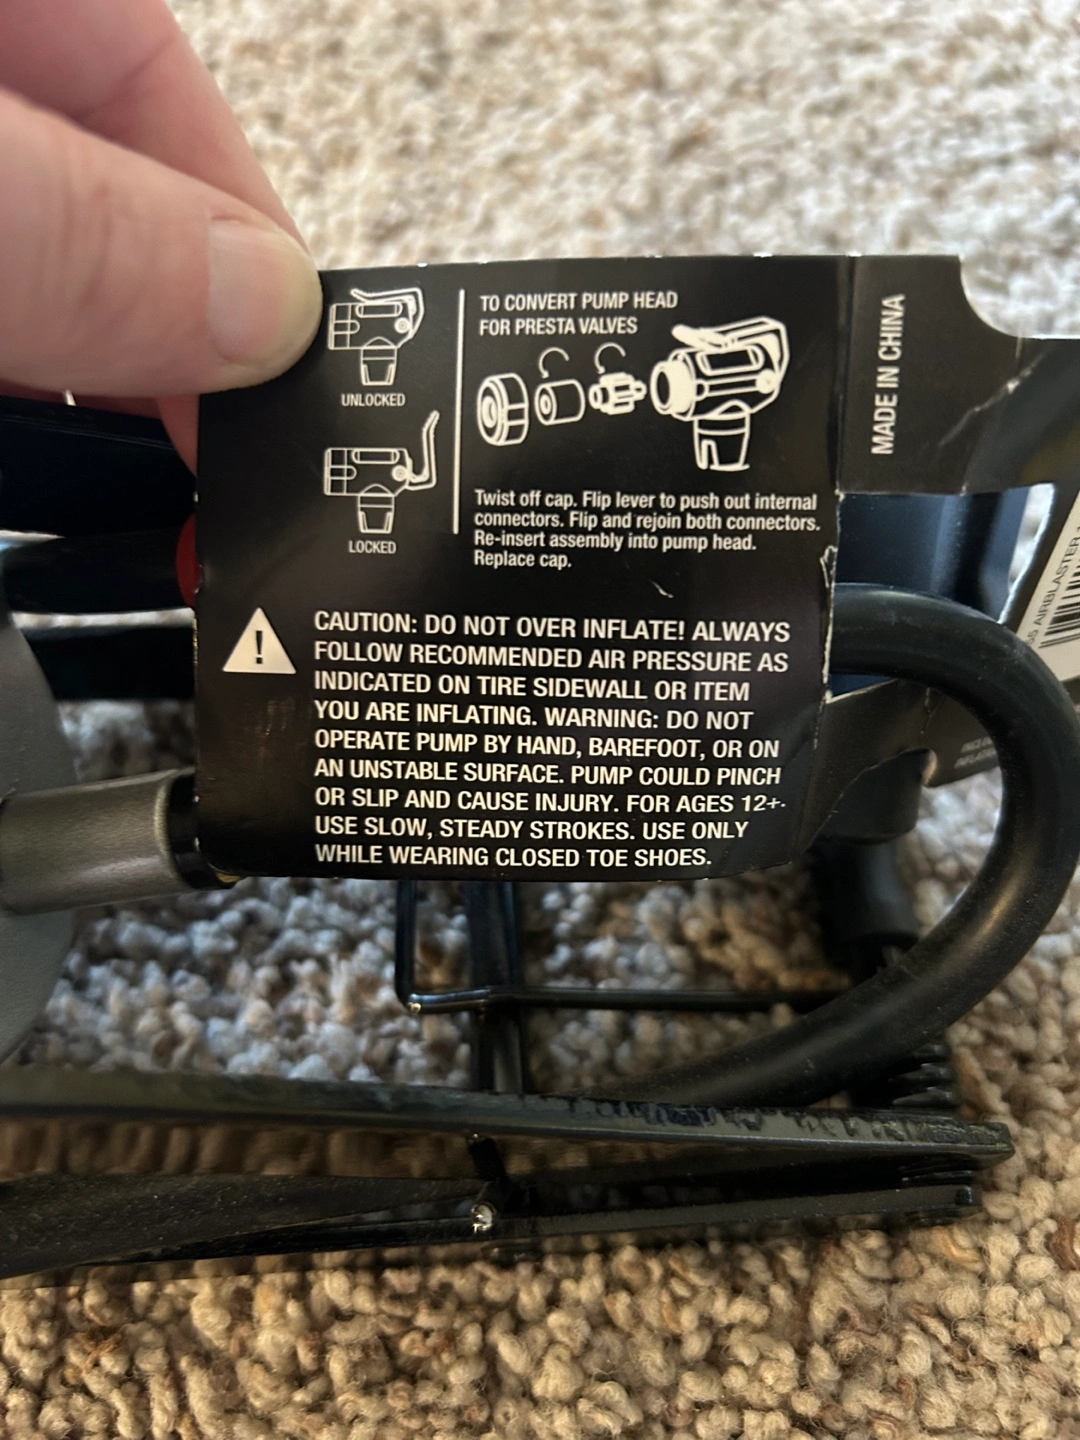 UNLOCKED
LOCKED
TO CONVERT PUMP HEAD
FOR PRESTA VALVES
Twist off cap. Flip lever to push out internal
connectors. Flip and rejoin both connectors.
Re-insert assembly into pump head.
Replace cap.
MADE IN CHINA
CAUTION: DO NOT OVER INFLATE! ALWAYS
FOLLOW RECOMMENDED AIR PRESSURE AS
INDICATED ON TIRE SIDEWALL OR ITEM
YOU ARE INFLATING. WARNING: DO NOT
OPERATE PUMP BY HAND, BAREFOOT, OR ON
AN UNSTABLE SURFACE. PUMP COULD PINCH
OR SLIP AND CAUSE INJURY. FOR AGES 12+.
USE SLOW, STEADY STROKES. USE ONLY
WHILE WEARING CLOSED TOE SHOES.
AIRBLASTER